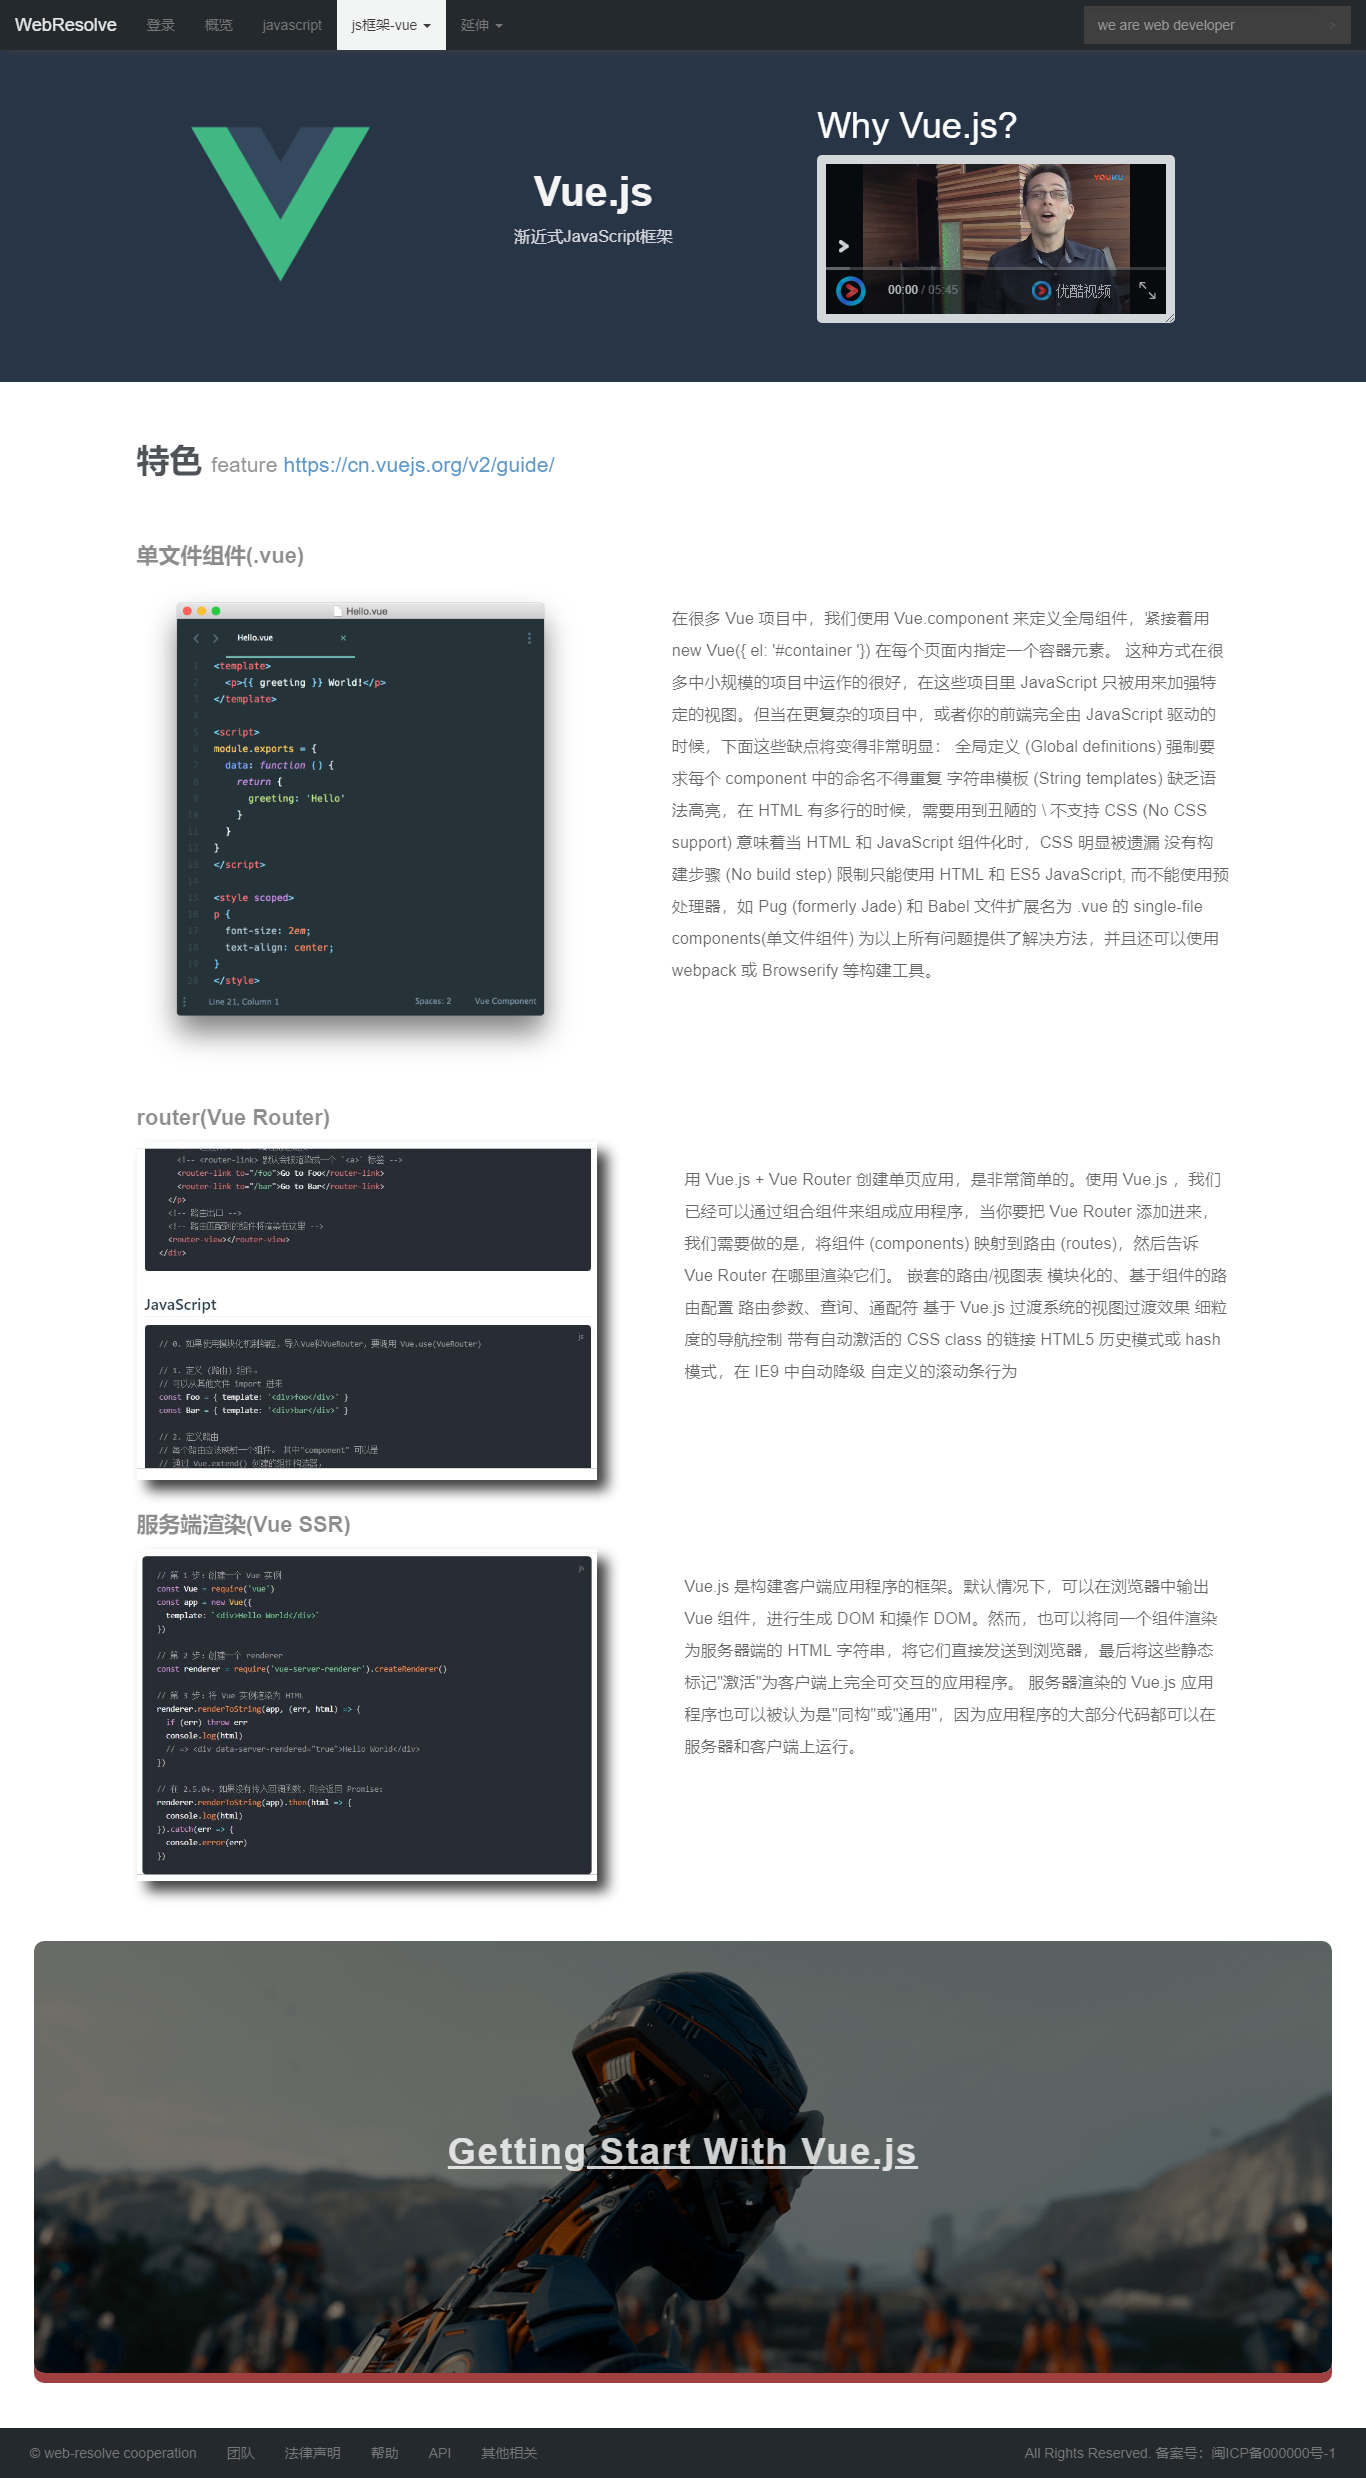 WebResolve 登录 概览 javascript js框架-vue 延伸 we are web developer >
Why Vue.js?
YOUKU
Vue.js
渐近式JavaScript框架
00:00 / 05:45 优酷视频
特色 feature https://cn.vuejs.org/v2/guide/
单文件组件(.vue)
Hello.vue
Hello.vue ×
1 <template>
2 <p>{{ greeting }} World!</p>
3 </template>
4
5 <script>
6 module.exports = {
7 data: function () {
8 return {
9 greeting: 'Hello'
10 }
11 }
12 }
13 </script>
14
15 <style scoped>
16 p {
17 font-size: 2em;
18 text-align: center;
19 }
20 </style>
Line 21, Column 1 Spaces: 2 Vue Component
在很多 Vue 项目中，我们使用 Vue.component 来定义全局组件，紧接着用
new Vue({ el: '#container '}) 在每个页面内指定一个容器元素。 这种方式在很
多中小规模的项目中运作的很好，在这些项目里 JavaScript 只被用来加强特
定的视图。但当在更复杂的项目中，或者你的前端完全由 JavaScript 驱动的
时候，下面这些缺点将变得非常明显： 全局定义 (Global definitions) 强制要
求每个 component 中的命名不得重复 字符串模板 (String templates) 缺乏语
法高亮，在 HTML 有多行的时候，需要用到丑陋的 \ 不支持 CSS (No CSS
support) 意味着当 HTML 和 JavaScript 组件化时，CSS 明显被遗漏 没有构
建步骤 (No build step) 限制只能使用 HTML 和 ES5 JavaScript, 而不能使用预
处理器，如 Pug (formerly Jade) 和 Babel 文件扩展名为 .vue 的 single-file
components(单文件组件) 为以上所有问题提供了解决方法，并且还可以使用
webpack 或 Browserify 等构建工具。
router(Vue Router)
<!-- <router-link> 默认会被渲染成一个 `<a>` 标签 -->
<router-link to="/foo">Go to Foo</router-link>
<router-link to="/bar">Go to Bar</router-link>
</p>
<!-- 路由出口 -->
<!-- 路由匹配到的组件将渲染在这里 -->
<router-view></router-view>
</div>
JavaScript
js
// 0. 如果使用模块化机制编程，导入Vue和VueRouter，要调用 Vue.use(VueRouter)
// 1. 定义 (路由) 组件。
// 可以从其他文件 import 进来
const Foo = { template: '<div>foo</div>' }
const Bar = { template: '<div>bar</div>' }
// 2. 定义路由
// 每个路由应该映射一个组件。 其中"component" 可以是
// 通过 Vue.extend() 创建的组件构造器，
用 Vue.js + Vue Router 创建单页应用，是非常简单的。使用 Vue.js ，我们
已经可以通过组合组件来组成应用程序，当你要把 Vue Router 添加进来，
我们需要做的是，将组件 (components) 映射到路由 (routes)，然后告诉
Vue Router 在哪里渲染它们。 嵌套的路由/视图表 模块化的、基于组件的路
由配置 路由参数、查询、通配符 基于 Vue.js 过渡系统的视图过渡效果 细粒
度的导航控制 带有自动激活的 CSS class 的链接 HTML5 历史模式或 hash
模式，在 IE9 中自动降级 自定义的滚动条行为
服务端渲染(Vue SSR)
js
// 第 1 步：创建一个 Vue 实例
const Vue = require('vue')
const app = new Vue({
template: `<div>Hello World</div>`
})
// 第 2 步：创建一个 renderer
const renderer = require('vue-server-renderer').createRenderer()
// 第 3 步：将 Vue 实例渲染为 HTML
renderer.renderToString(app, (err, html) => {
if (err) throw err
console.log(html)
// => <div data-server-rendered="true">Hello World</div>
})
// 在 2.5.0+，如果没有传入回调函数，则会返回 Promise：
renderer.renderToString(app).then(html => {
console.log(html)
}).catch(err => {
console.error(err)
})
Vue.js 是构建客户端应用程序的框架。默认情况下，可以在浏览器中输出
Vue 组件，进行生成 DOM 和操作 DOM。然而，也可以将同一个组件渲染
为服务器端的 HTML 字符串，将它们直接发送到浏览器，最后将这些静态
标记"激活"为客户端上完全可交互的应用程序。 服务器渲染的 Vue.js 应用
程序也可以被认为是"同构"或"通用"，因为应用程序的大部分代码都可以在
服务器和客户端上运行。
Getting Start With Vue.js
© web-resolve cooperation 团队 法律声明 帮助 API 其他相关 All Rights Reserved. 备案号：闽ICP备000000号-1